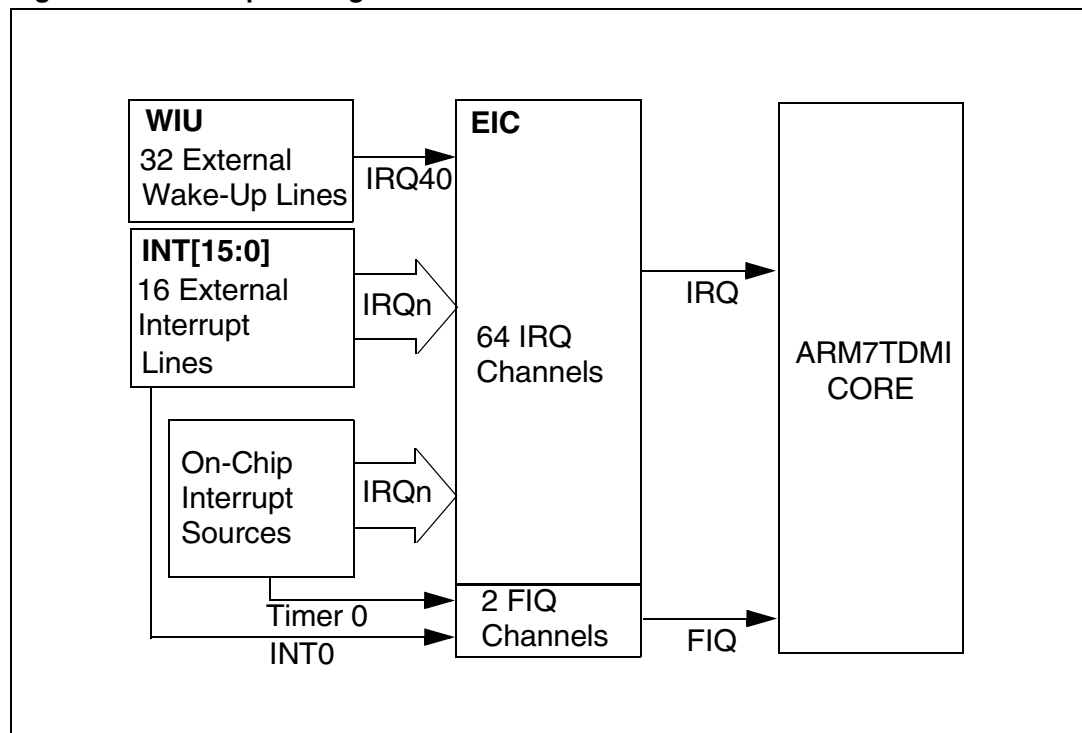 WIU
32 External
Wake-Up Lines
IRQ40
INT[15:0]
16 External
Interrupt
Lines
IRQn
On-Chip
Interrupt
Sources
IRQn
Timer 0
INT0
EIC
64 IRQ
Channels
2 FIQ
Channels
IRQ
FIQ
ARM7TDMI
CORE